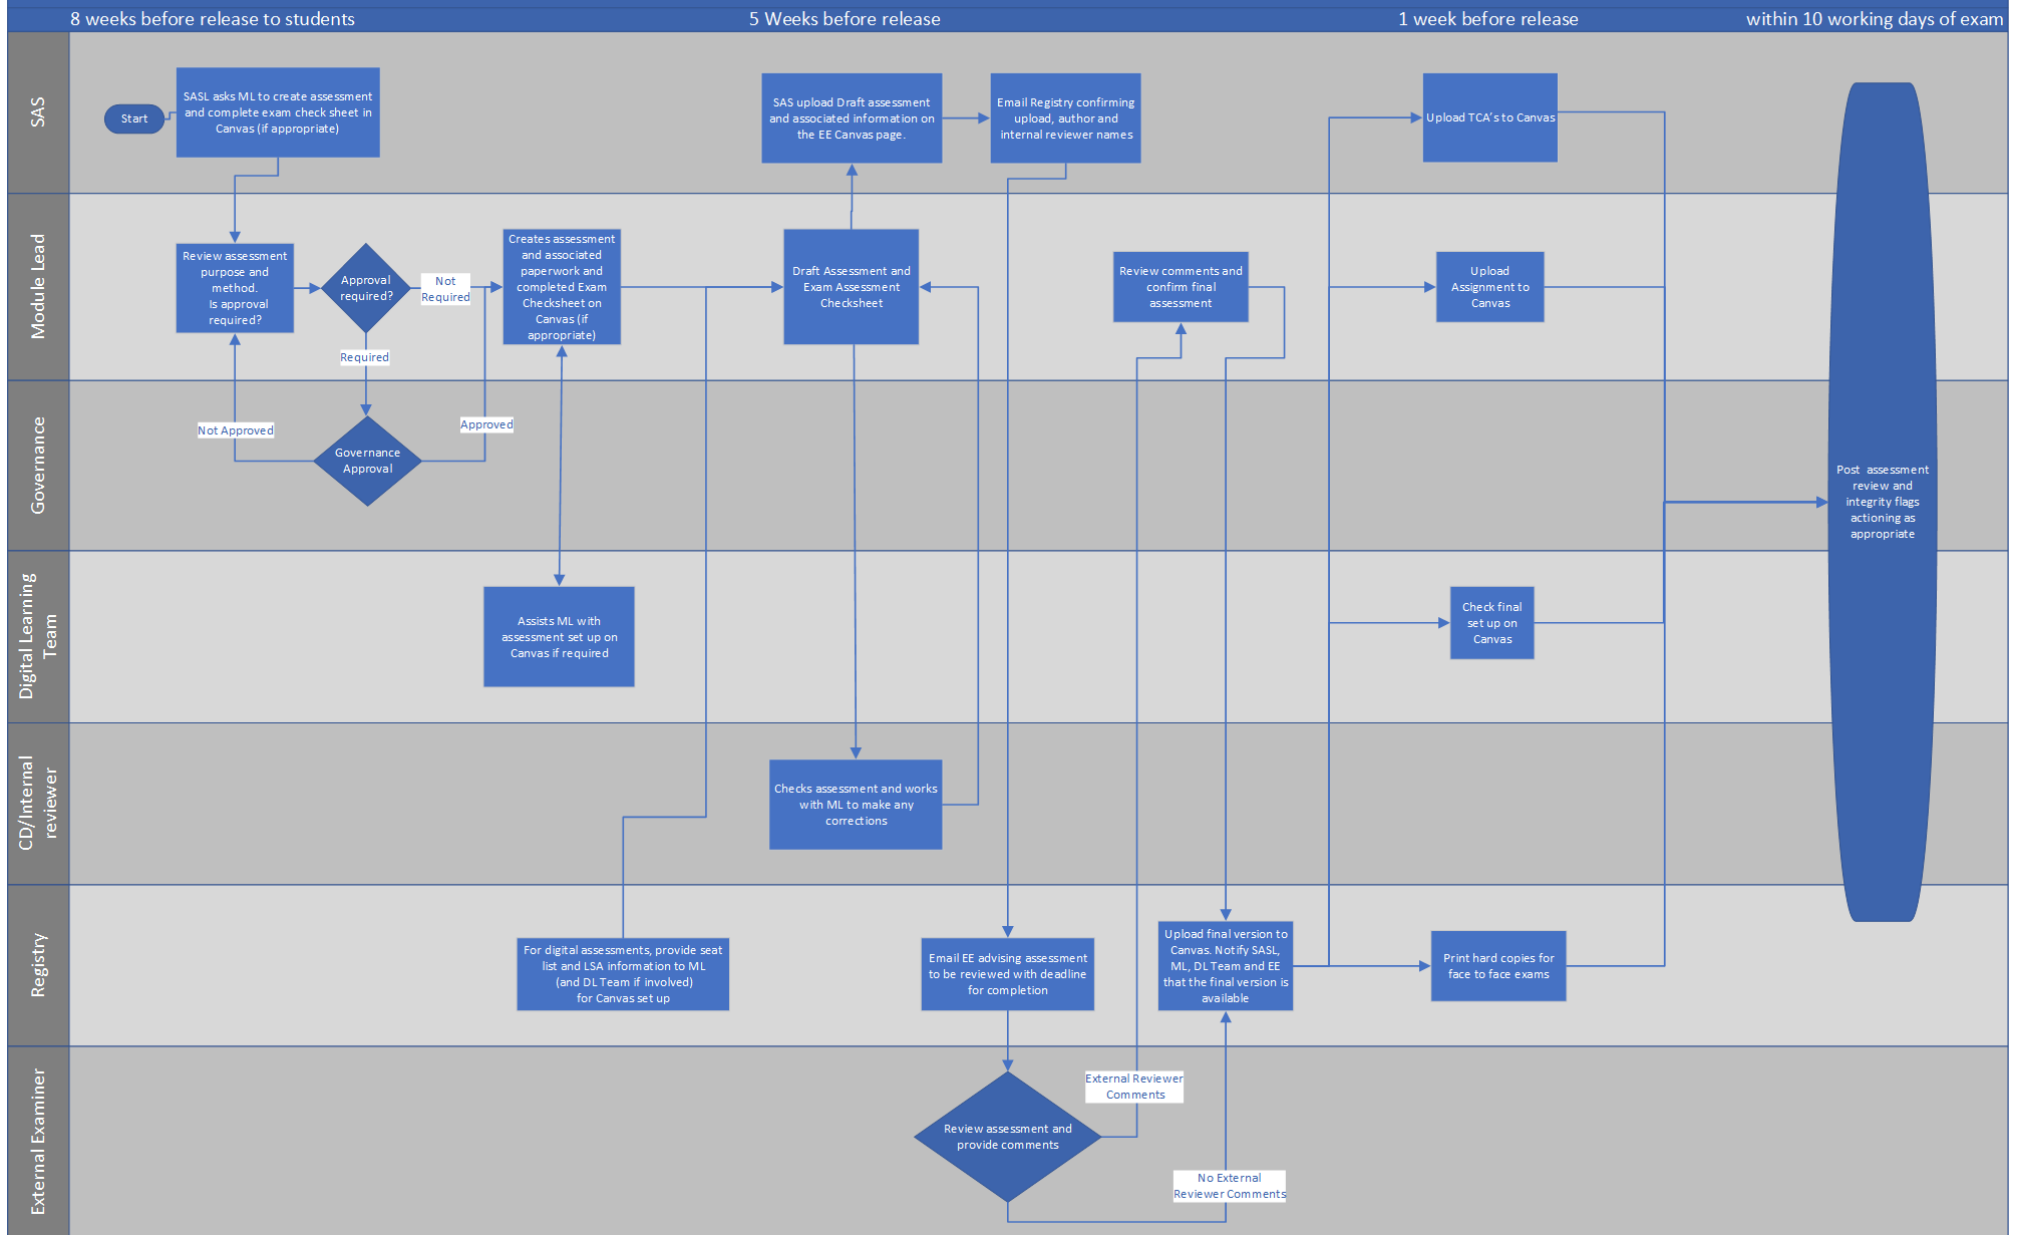 8 weeks before release to students
5 Weeks before release
1 week before release
within 10 working days of exam
SAS
Start
SASL asks ML to create assessment
and complete exam check sheet in
Canvas (if appropriate)
SAS upload Draft assessment
and associated information on
the EE Canvas page.
Email Registry confirming
upload, author and
internal reviewer names
Upload TCA's to Canvas
Module Lead
Review assessment
purpose and
method.
Is approval
required?
Approval
required?
Not
Required
Required
Creates assessment
and associated
paperwork and
completed Exam
Checksheet on
Canvas (if
appropriate)
Draft Assessment and
Exam Assessment
Checksheet
Review comments and
confirm final
assessment
Upload
Assignment to
Canvas
Governance
Not Approved
Governance
Approval
Approved
Post assessment
review and
integrity flags
actioning as
appropriate
Digital Learning
Team
Assists ML with
assessment set up on
Canvas if required
Check final
set up on
Canvas
CD/Internal
reviewer
Checks assessment and works
with ML to make any
corrections
Registry
For digital assessments, provide seat
list and LSA information to ML
(and DL Team if involved)
for Canvas set up
Email EE advising assessment
to be reviewed with deadline
for completion
Upload final version to
Canvas. Notify SASL,
ML, DL Team and EE
that the final version is
available
Print hard copies for
face to face exams
External Examiner
Review assessment and
provide comments
External Reviewer
Comments
No External
Reviewer Comments